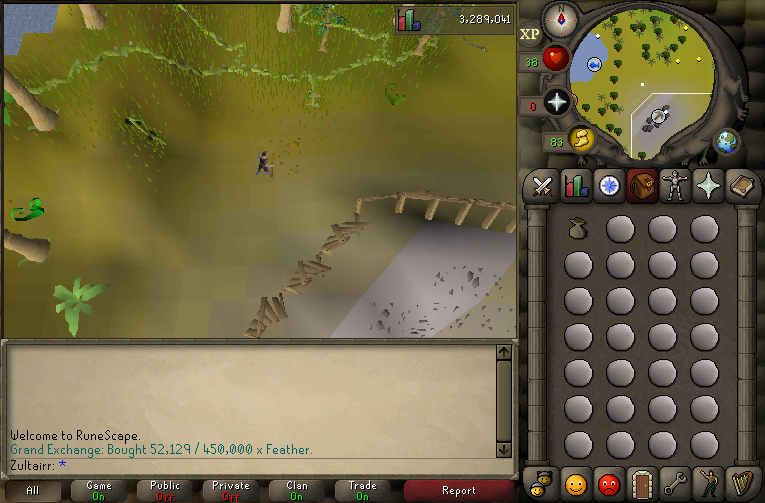 3,289,041
XP
38
0
83
Welcome to RuneScape.
Grand Exchange: Bought 52,129 / 450,000 x Feather.
Zultairr: *
All
Game
On
Public
Off
Private
Off
Clan
On
Trade
On
Report